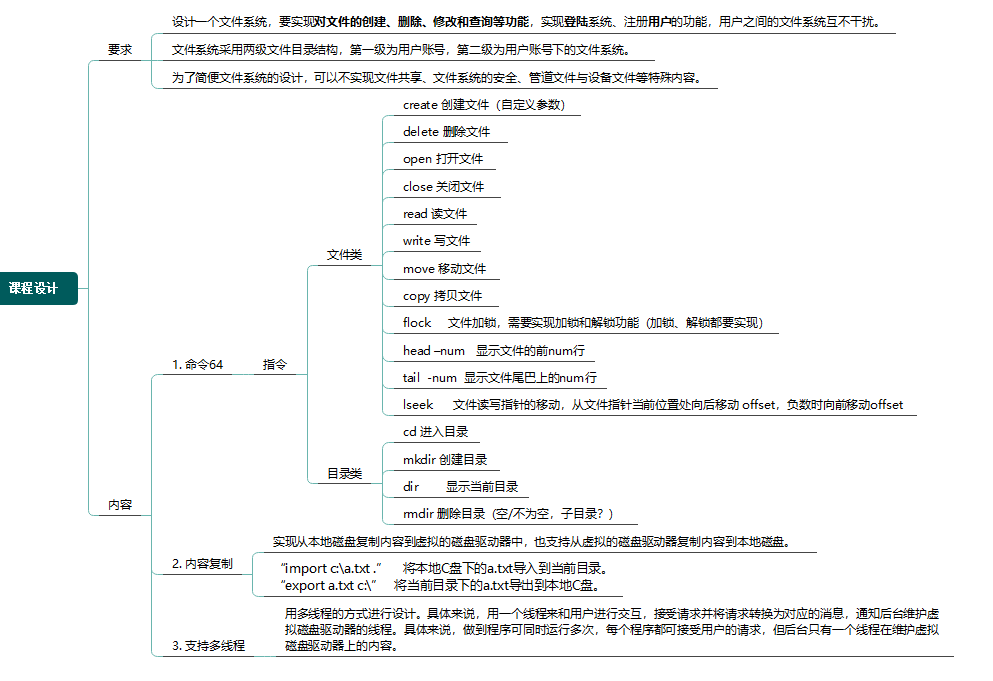 课程设计
要求
设计一个文件系统，要实现对文件的创建、删除、修改和查询等功能，实现登陆系统、注册用户的功能，用户之间的文件系统互不干扰。
文件系统采用两级文件目录结构，第一级为用户账号，第二级为用户账号下的文件系统。
为了简便文件系统的设计，可以不实现文件共享、文件系统的安全、管道文件与设备文件等特殊内容。
内容
1. 命令64
指令
文件类
create 创建文件（自定义参数）
delete 删除文件
open 打开文件
close 关闭文件
read 读文件
write 写文件
move 移动文件
copy 拷贝文件
flock 文件加锁，需要实现加锁和解锁功能（加锁、解锁都要实现）
head –num 显示文件的前num行
tail -num 显示文件尾巴上的num行
lseek 文件读写指针的移动，从文件指针当前位置处向后移动 offset，负数时向前移动offset
目录类
cd 进入目录
mkdir 创建目录
dir 显示当前目录
rmdir 删除目录（空/不为空，子目录？）
2. 内容复制
实现从本地磁盘复制内容到虚拟的磁盘驱动器中，也支持从虚拟的磁盘驱动器复制内容到本地磁盘。
“import c:\a.txt .” 将本地C盘下的a.txt导入到当前目录。
“export a.txt c:\” 将当前目录下的a.txt导出到本地C盘。
3. 支持多线程
用多线程的方式进行设计。具体来说，用一个线程来和用户进行交互，接受请求并将请求转换为对应的消息，通知后台维护虚
拟磁盘驱动器的线程。具体来说，做到程序可同时运行多次，每个程序都可接受用户的请求，但后台只有一个线程在维护虚拟
磁盘驱动器上的内容。